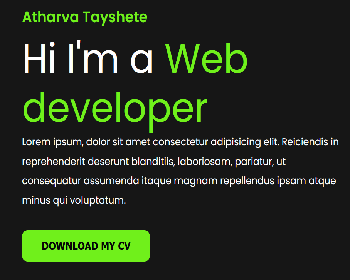 Atharva Tayshete
Hi I'm a Web
developer
Lorem ipsum, dolor sit amet consectetur adipisicing elit. Reiciendis in
reprehenderit deserunt blanditiis, laboriosam, pariatur, ut
consequatur assumenda itaque magnam repellendus ipsam atque
minus qui voluptatum.
DOWNLOAD MY CV